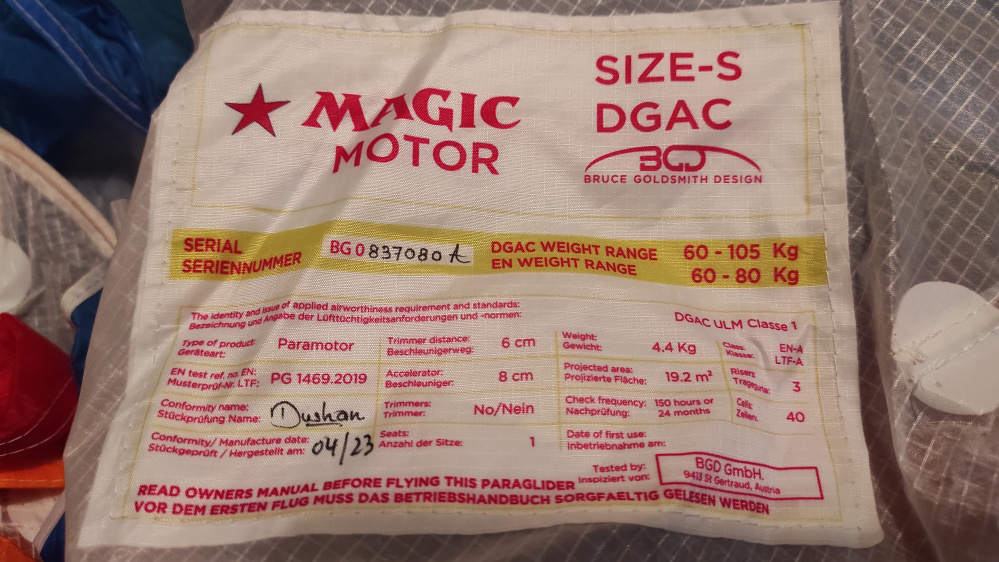 MAGIC
MOTOR
SIZE-S
DGAC
BGD
BRUCE GOLDSMITH DESIGN
SERIAL
SERIENNUMMER
BG0837080A
DGAC WEIGHT RANGE 60 - 105 Kg
EN WEIGHT RANGE 60 - 80 Kg
The identity and issue of applied airworthiness requirement and standards:
Bezeichnung und Angabe der Lüfttüchtigkeitsanforderungen und -normen:
DGAC ULM Classe 1
Type of product:
Geräteart:
Paramotor
Trimmer distance:
Beschleunigerweg:
6 cm
Weight:
Gewicht:
4.4 Kg
Class:
Klasse:
EN-A
LTF-A
EN test ref. no EN:
Musterprüf-Nr. LTF:
PG 1469.2019
Accelerator:
Beschleuniger:
8 cm
Projected area:
Projizierte Fläche:
19.2 m²
Risers:
Tragegurte:
3
Conformity name:
Stückprüfung Name:
Dushan
Trimmers:
Trimmer:
No/Nein
Check frequency:
Nachprüfung:
150 hours or
24 months
Cells:
Zellen:
40
Conformity/ Manufacture date:
Stückgeprüft / Hergestellt am:
04/23
Seats:
Anzahl der Sitze:
1
Date of first use:
Inbetriebnahme am:
Tested by:
Inspiziert von:
BGD GmbH.
9413 St Gertraud, Austria
READ OWNERS MANUAL BEFORE FLYING THIS PARAGLIDER
VOR DEM ERSTEN FLUG MUSS DAS BETRIEBSHANDBUCH SORGFAELTIG GELESEN WERDEN